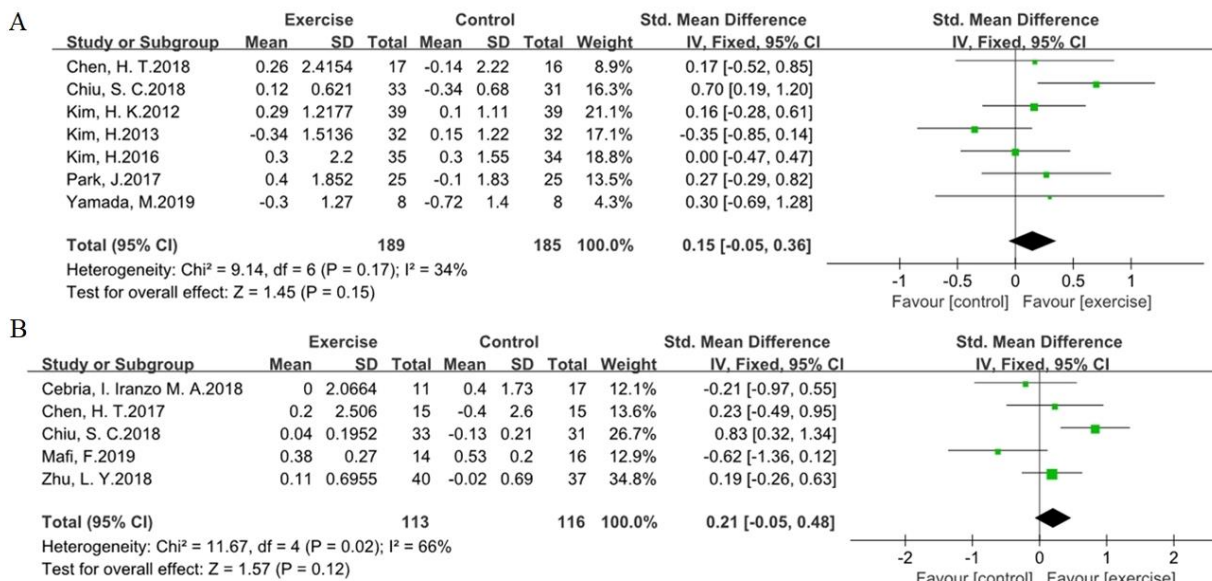 A
Exercise Control Std. Mean Difference Std. Mean Difference
Study or Subgroup Mean SD Total Mean SD Total Weight IV, Fixed, 95% CI IV, Fixed, 95% CI
Chen, H. T.2018 0.26 2.4154 17 -0.14 2.22 16 8.9% 0.17 [-0.52, 0.85]
Chiu, S. C.2018 0.12 0.621 33 -0.34 0.68 31 16.3% 0.70 [0.19, 1.20]
Kim, H. K.2012 0.29 1.2177 39 0.1 1.11 39 21.1% 0.16 [-0.28, 0.61]
Kim, H.2013 -0.34 1.5136 32 0.15 1.22 32 17.1% -0.35 [-0.85, 0.14]
Kim, H.2016 0.3 2.2 35 0.3 1.55 34 18.8% 0.00 [-0.47, 0.47]
Park, J.2017 0.4 1.852 25 -0.1 1.83 25 13.5% 0.27 [-0.29, 0.82]
Yamada, M.2019 -0.3 1.27 8 -0.72 1.4 8 4.3% 0.30 [-0.69, 1.28]
Total (95% CI) 189 185 100.0% 0.15 [-0.05, 0.36]
Heterogeneity: Chi² = 9.14, df = 6 (P = 0.17); I² = 34%
Test for overall effect: Z = 1.45 (P = 0.15)
-1 -0.5 0 0.5 1
Favour [control] Favour [exercise]
B
Exercise Control Std. Mean Difference Std. Mean Difference
Study or Subgroup Mean SD Total Mean SD Total Weight IV, Fixed, 95% CI IV, Fixed, 95% CI
Cebria, I. Iranzo M. A.2018 0 2.0664 11 0.4 1.73 17 12.1% -0.21 [-0.97, 0.55]
Chen, H. T.2017 0.2 2.506 15 -0.4 2.6 15 13.6% 0.23 [-0.49, 0.95]
Chiu, S. C.2018 0.04 0.1952 33 -0.13 0.21 31 26.7% 0.83 [0.32, 1.34]
Mafi, F.2019 0.38 0.27 14 0.53 0.2 16 12.9% -0.62 [-1.36, 0.12]
Zhu, L. Y.2018 0.11 0.6955 40 -0.02 0.69 37 34.8% 0.19 [-0.26, 0.63]
Total (95% CI) 113 116 100.0% 0.21 [-0.05, 0.48]
Heterogeneity: Chi² = 11.67, df = 4 (P = 0.02); I² = 66%
Test for overall effect: Z = 1.57 (P = 0.12)
-2 -1 0 1 2
Favour [control] Favour [exercise]